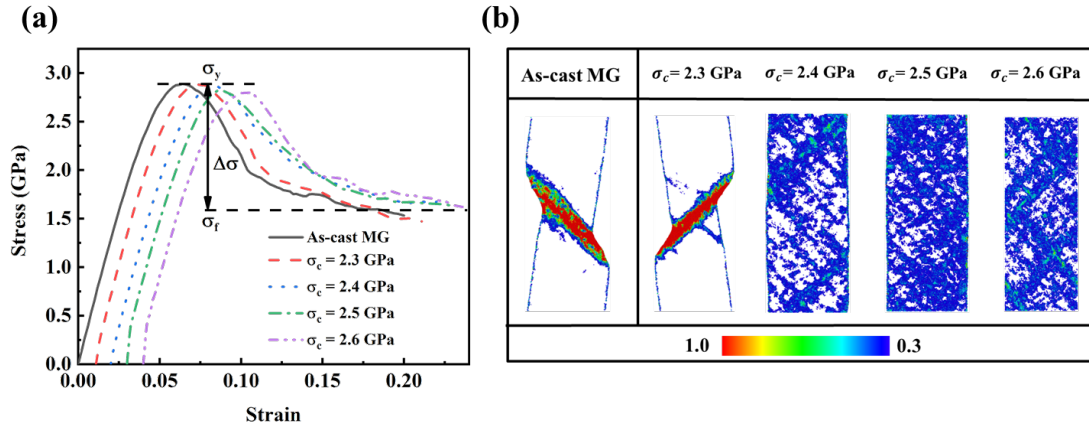 (a)
3.0
2.5
2.0
1.5
1.0
0.5
0.0
Stress (GPa)
σy
Δσ
σf
As-cast MG
σc = 2.3 GPa
σc = 2.4 GPa
σc = 2.5 GPa
σc = 2.6 GPa
0.00 0.05 0.10 0.15 0.20
Strain
(b)
As-cast MG σc= 2.3 GPa σc= 2.4 GPa σc= 2.5 GPa σc= 2.6 GPa
1.0 0.3